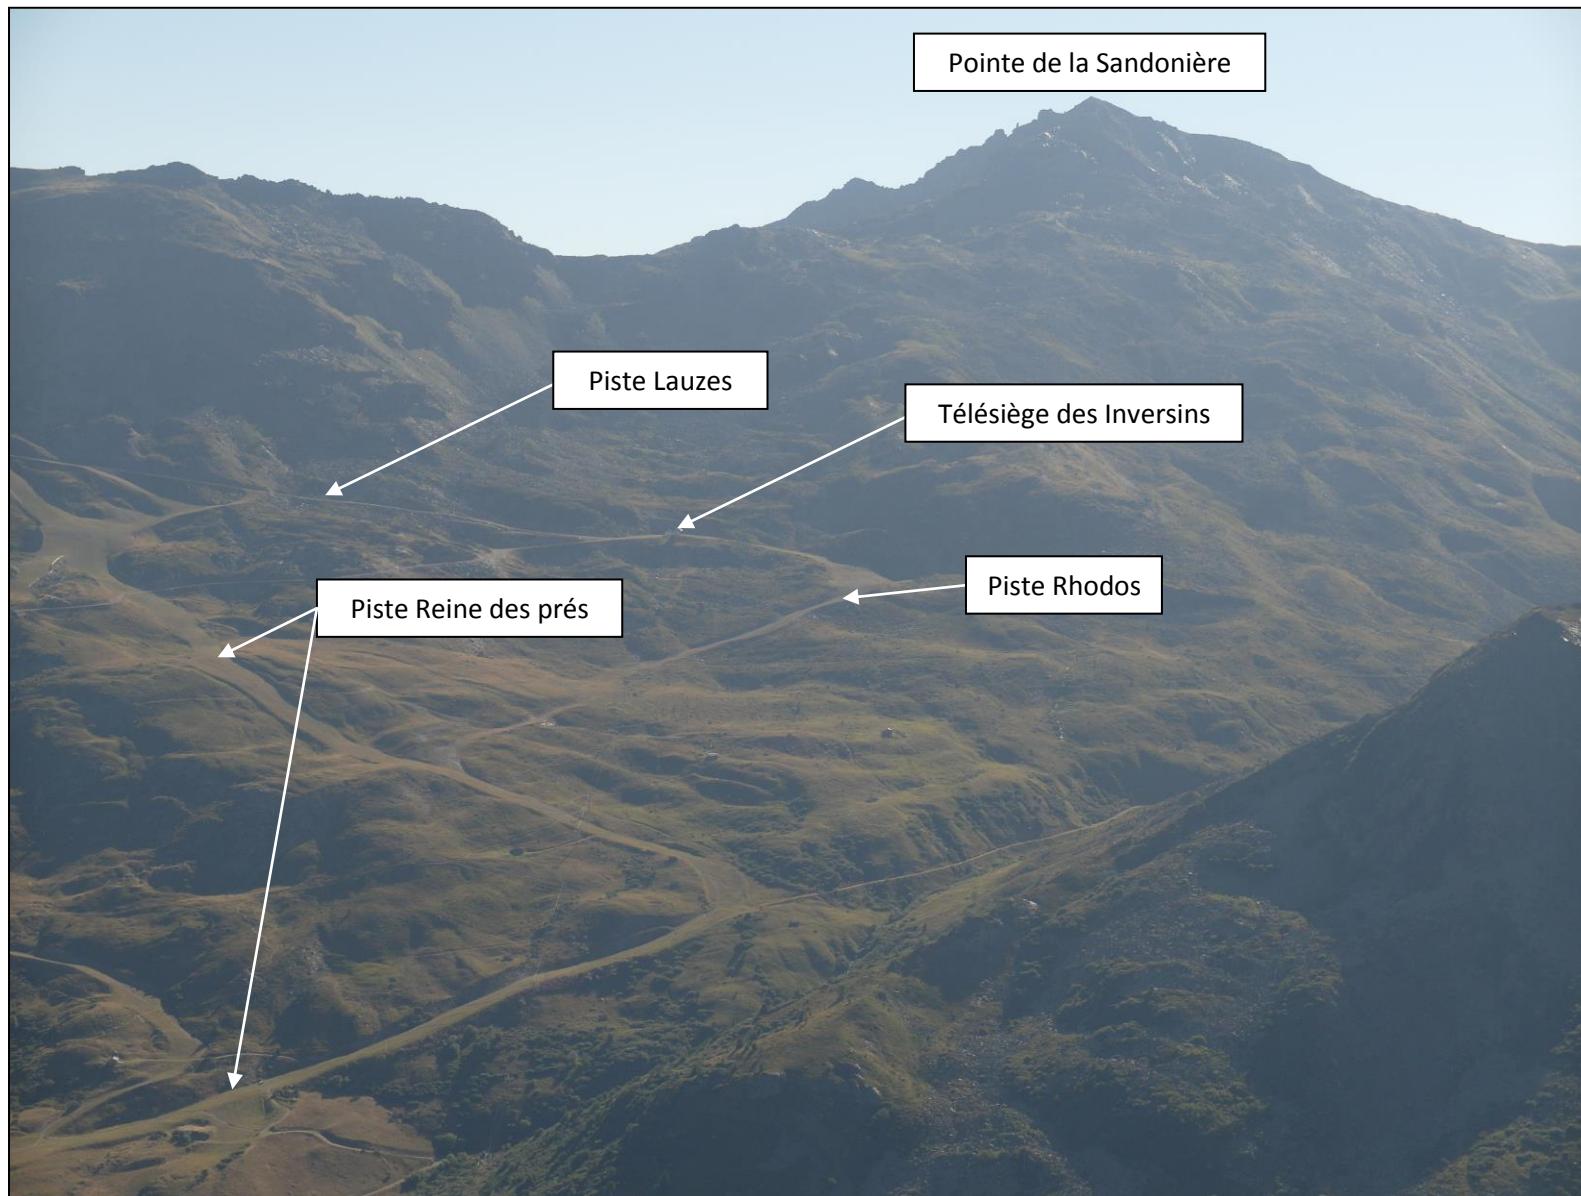 Pointe de la Sandonière
Piste Lauzes
Télésiège des Inversins
Piste Rhodos
Piste Reine des prés